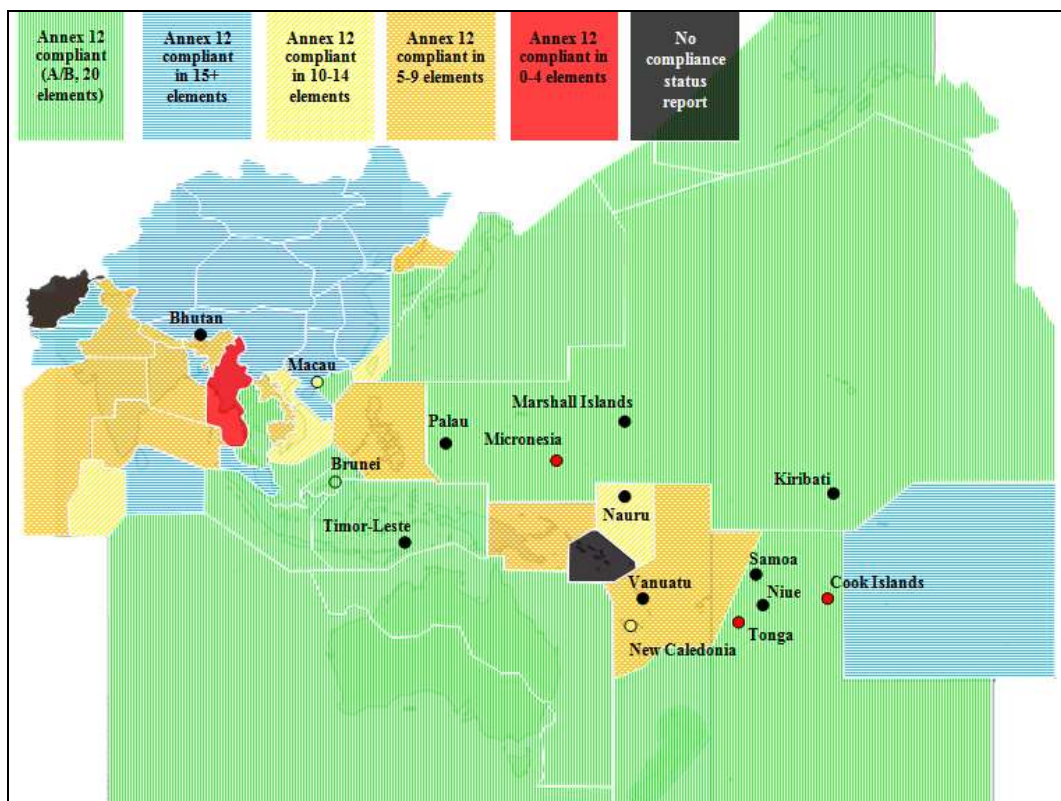 Annex 12
compliant
(A/B, 20
elements)
Annex 12
compliant
in 15+
elements
Annex 12
compliant
in 10-14
elements
Annex 12
compliant in
5-9 elements
Annex 12
compliant in
0-4 elements
No
compliance
status
report
Bhutan
Macau
Marshall Islands
Palau
Micronesia
Brunei
Kiribati
Nauru
Timor-Leste
Samoa
Vanuatu
Niue
Cook Islands
New Caledonia
Tonga